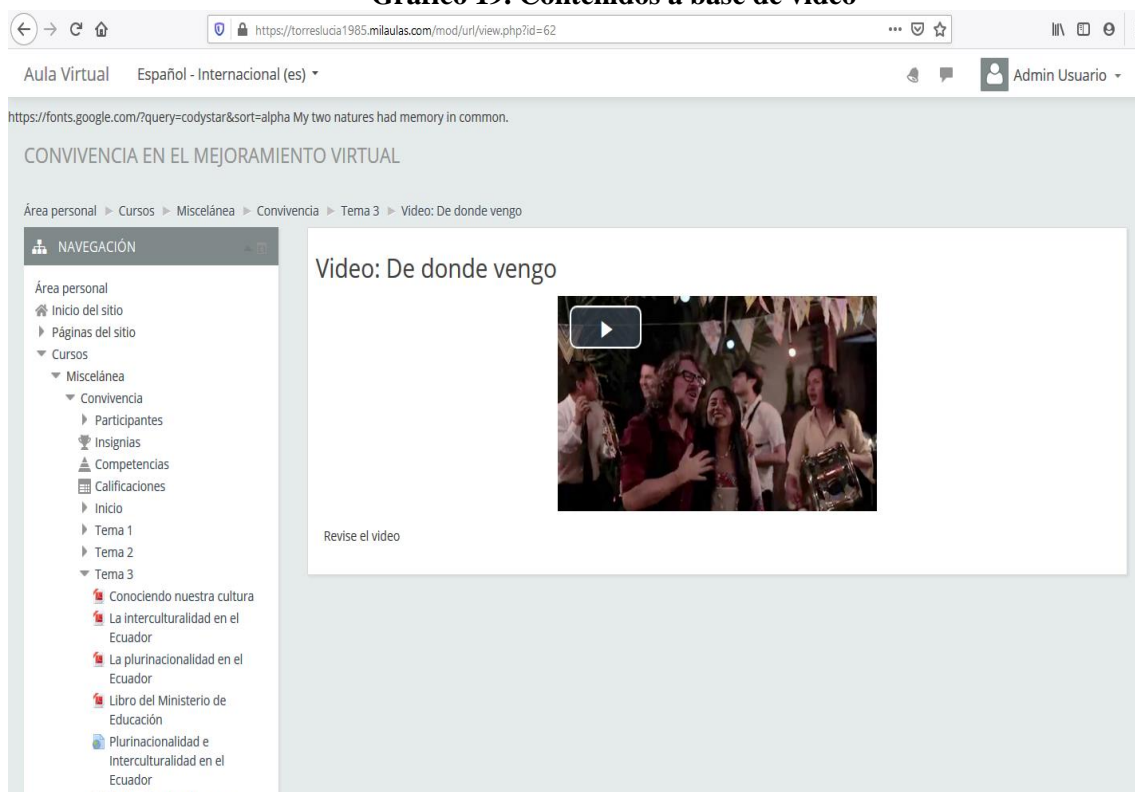 Gráfico 19. Contenidos a base de video
https://torreslucia1985.milaulas.com/mod/url/view.php?id=62
Aula Virtual Español - Internacional (es)
Admin Usuario
https://fonts.google.com/?query=codystar&sort=alpha My two natures had memory in common.
CONVIVENCIA EN EL MEJORAMIENTO VIRTUAL
Área personal Cursos Miscelánea Convivencia Tema 3 Video: De donde vengo
NAVEGACIÓN
Área personal
Inicio del sitio
Páginas del sitio
Cursos
Miscelánea
Convivencia
Participantes
Insignias
Competencias
Calificaciones
Inicio
Tema 1
Tema 2
Tema 3
Conociendo nuestra cultura
La interculturalidad en el
Ecuador
La plurinacionalidad en el
Ecuador
Libro del Ministerio de
Educación
Plurinacionalidad e
Interculturalidad en el
Ecuador
Video: De donde vengo
Revise el video